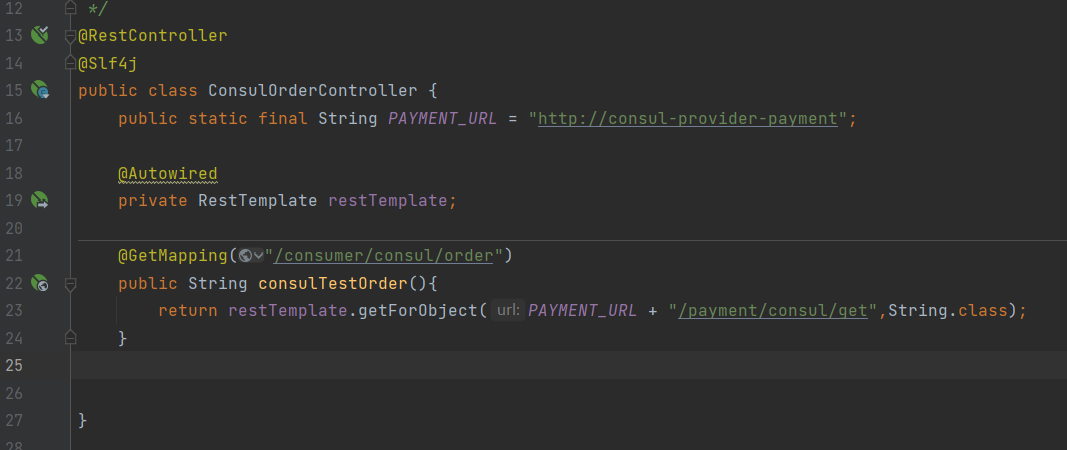 12 */
13 @RestController
14 @Slf4j
15 public class ConsulOrderController {
16 public static final String PAYMENT_URL = "http://consul-provider-payment";
17
18 @Autowired
19 private RestTemplate restTemplate;
20
21 @GetMapping("/consumer/consul/order")
22 public String consulTestOrder(){
23 return restTemplate.getForObject( url: PAYMENT_URL + "/payment/consul/get",String.class);
24 }
25
26
27 }
28